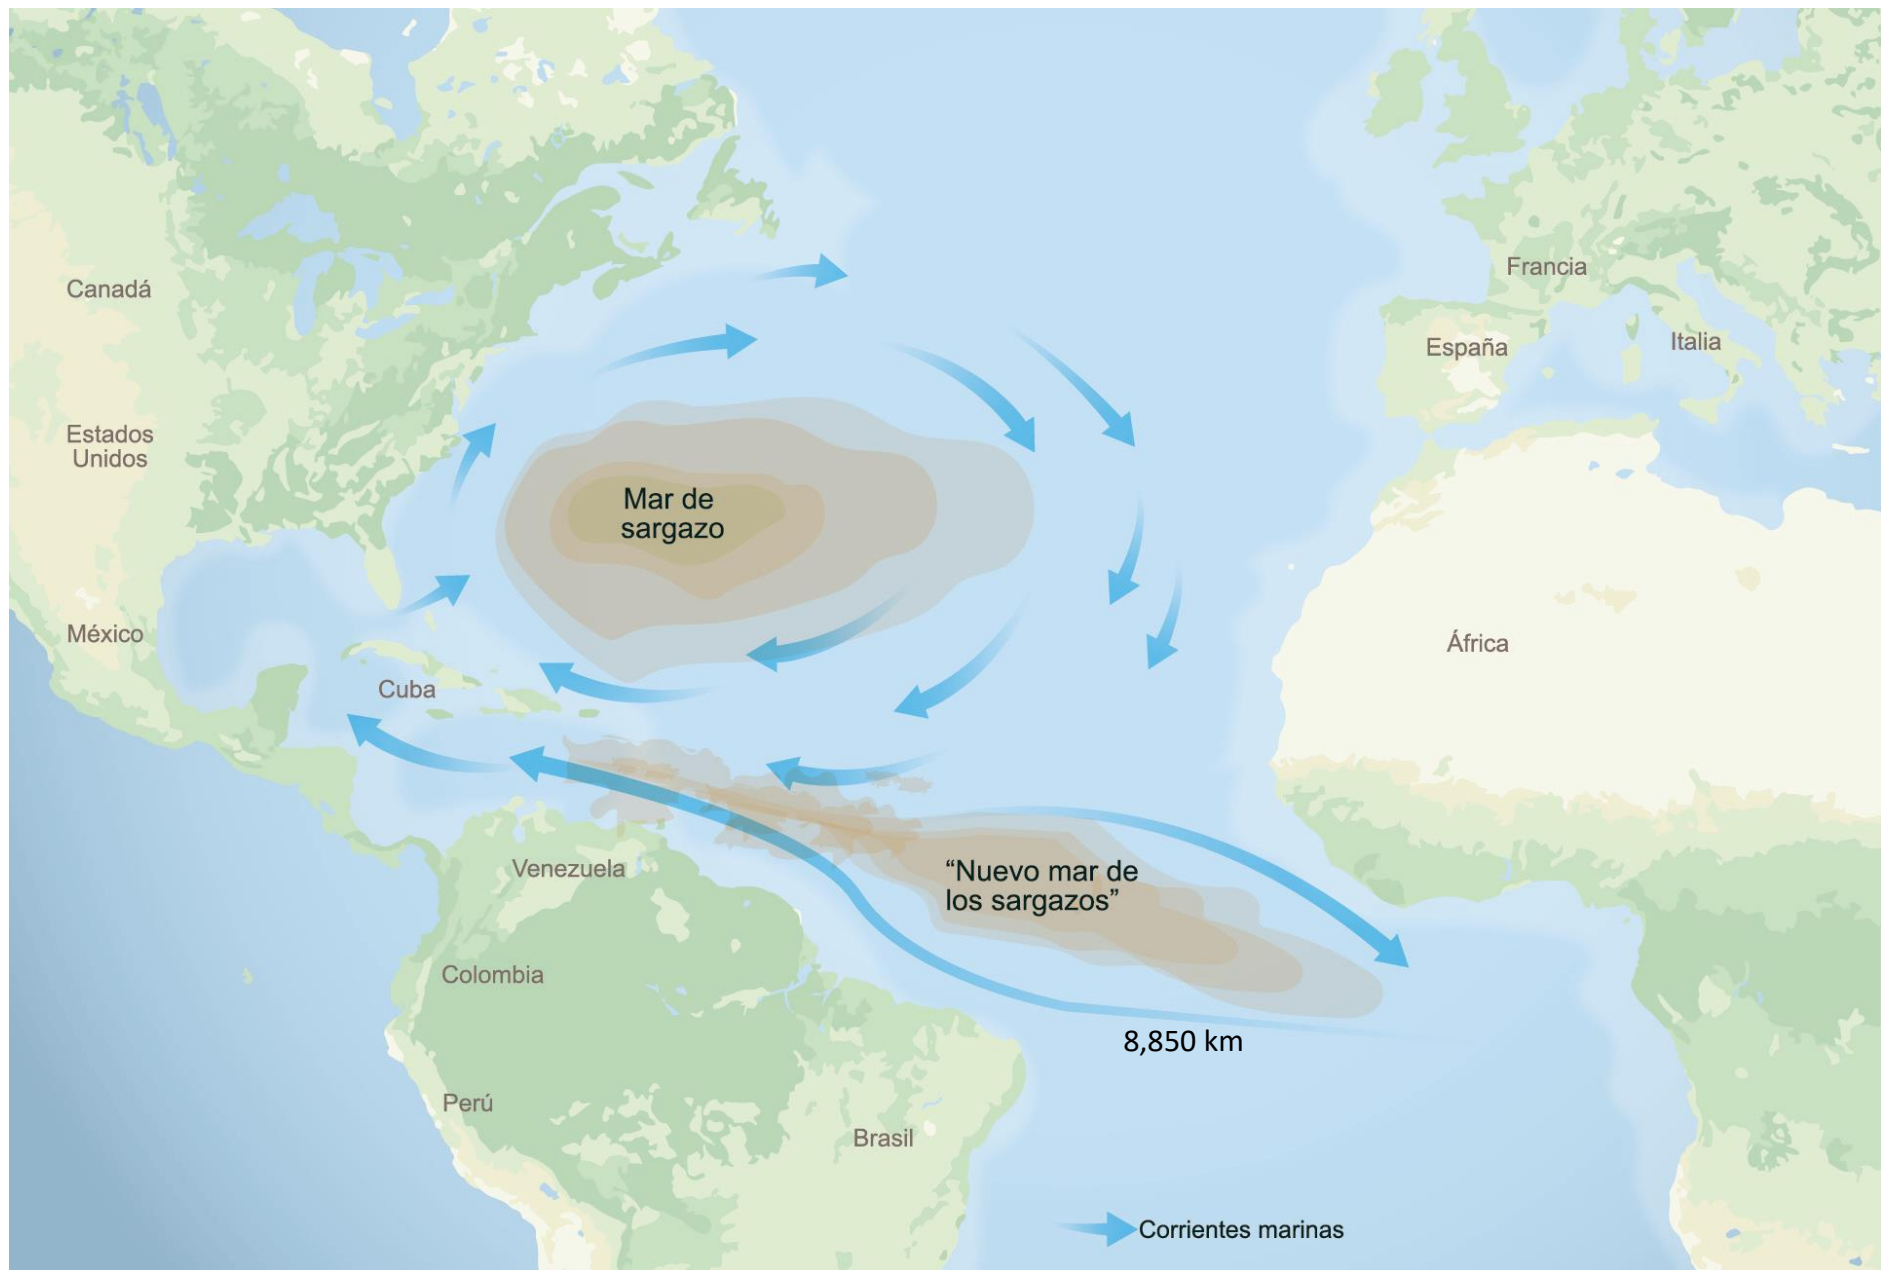 Canadá
Francia
Italia
España
Estados
Unidos
Mar de
sargazo
México
África
Cuba
Venezuela
“Nuevo mar de
los sargazos”
Colombia
8,850 km
Perú
Brasil
Corrientes marinas